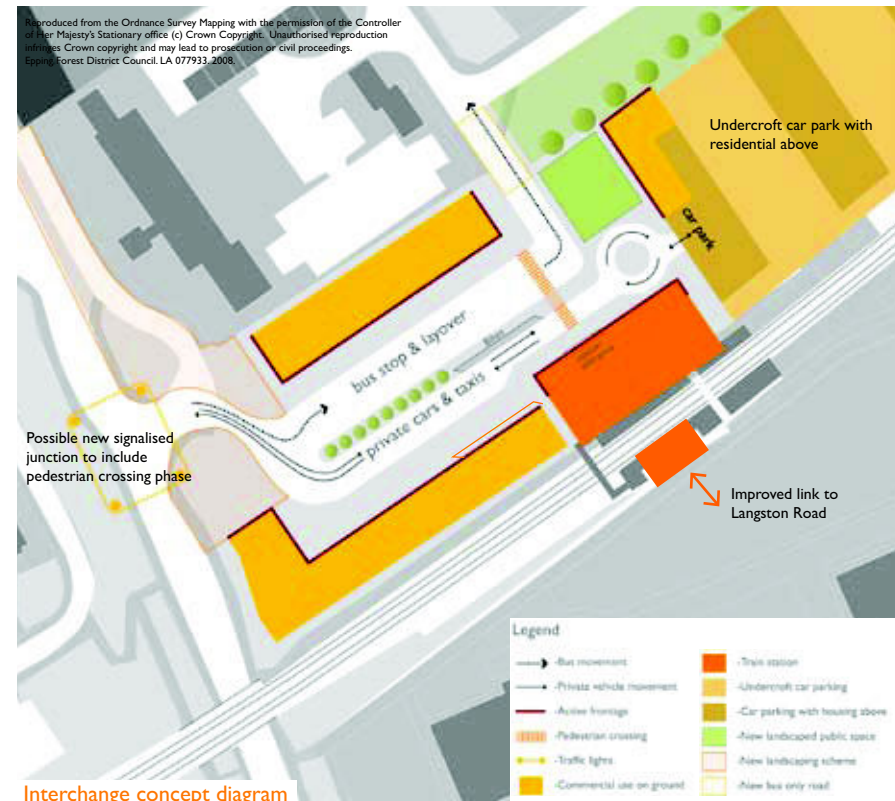 Reproduced from the Ordnance Survey Mapping with the permission of the Controller
of Her Majesty's Stationary office (c) Crown Copyright. Unauthorised reproduction
infringes Crown copyright and may lead to prosecution or civil proceedings.
Epping Forest District Council. LA 077933. 2008.
Undercroft car park with
residential above
car park
bus stop & layover
private cars & taxis
Possible new signalised
junction to include
pedestrian crossing phase
Improved link to
Langston Road
Legend
-Bus movement
-Private vehicle movement
-Active frontage
-Pedestrian crossing
-Traffic lights
-Commercial use on ground
-Train station
-Undercroft car parking
-Car parking with housing above
-New landscaped public space
-New landscaping scheme
-New bus only road
Interchange concept diagram